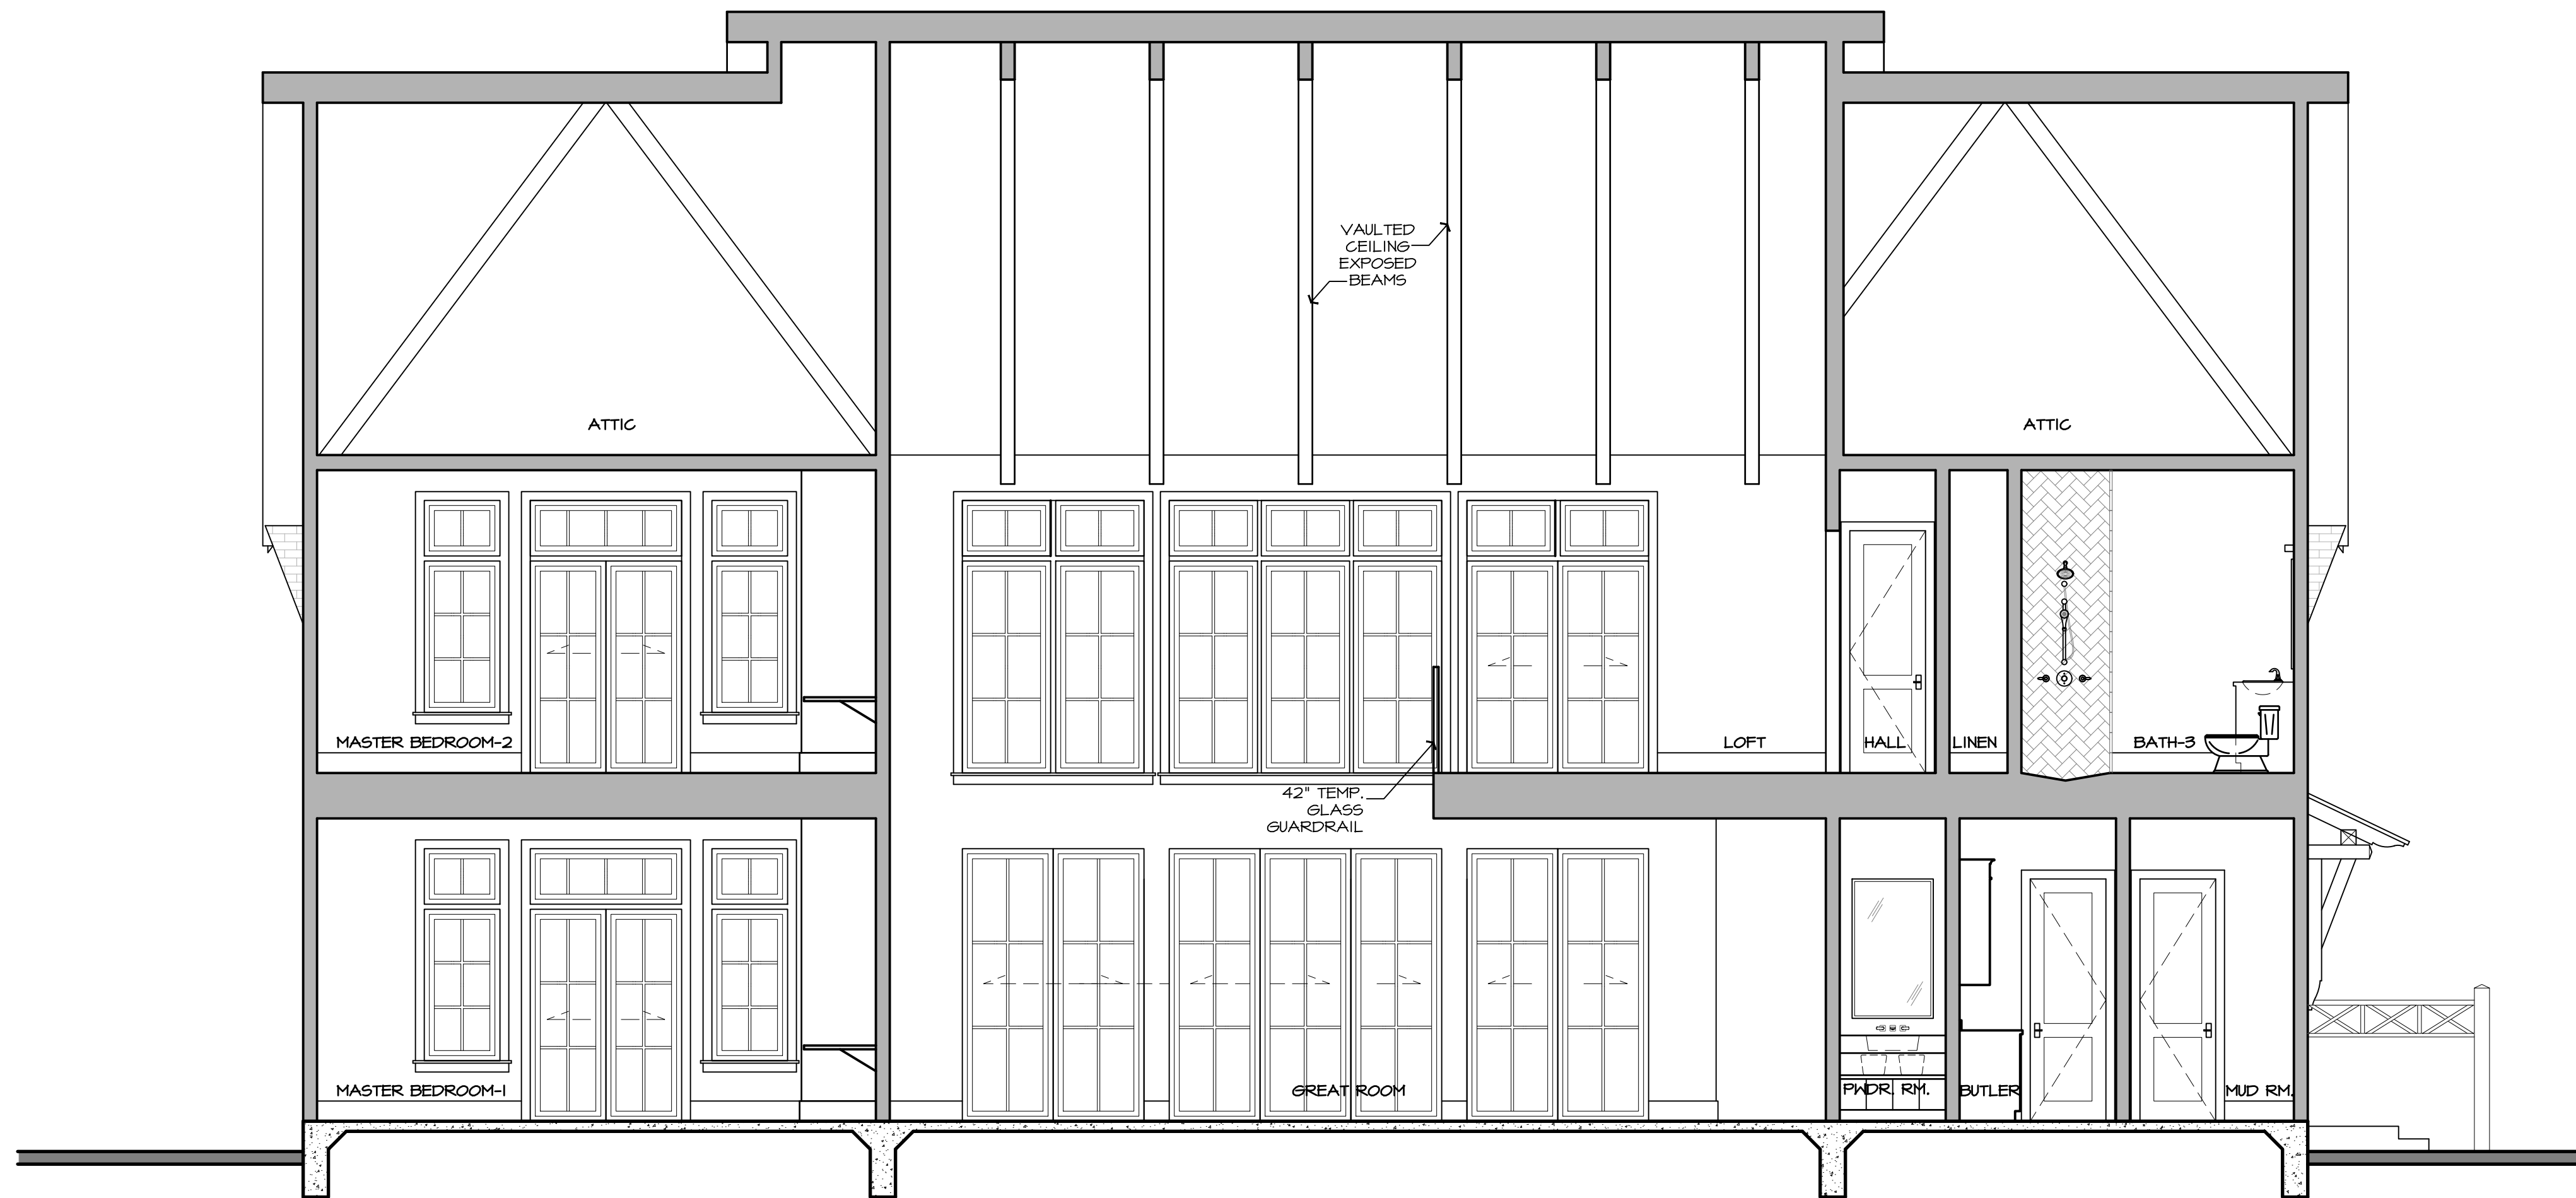 VAULTED
CEILING
EXPOSED
BEAMS
ATTIC
ATTIC
MASTER BEDROOM-2
LOFT
HALL
LINEN
BATH-3
42" TEMP.
GLASS
GUARDRAIL
MASTER BEDROOM-1
GREAT ROOM
PWDR. RM.
BUTLER
MUD RM.